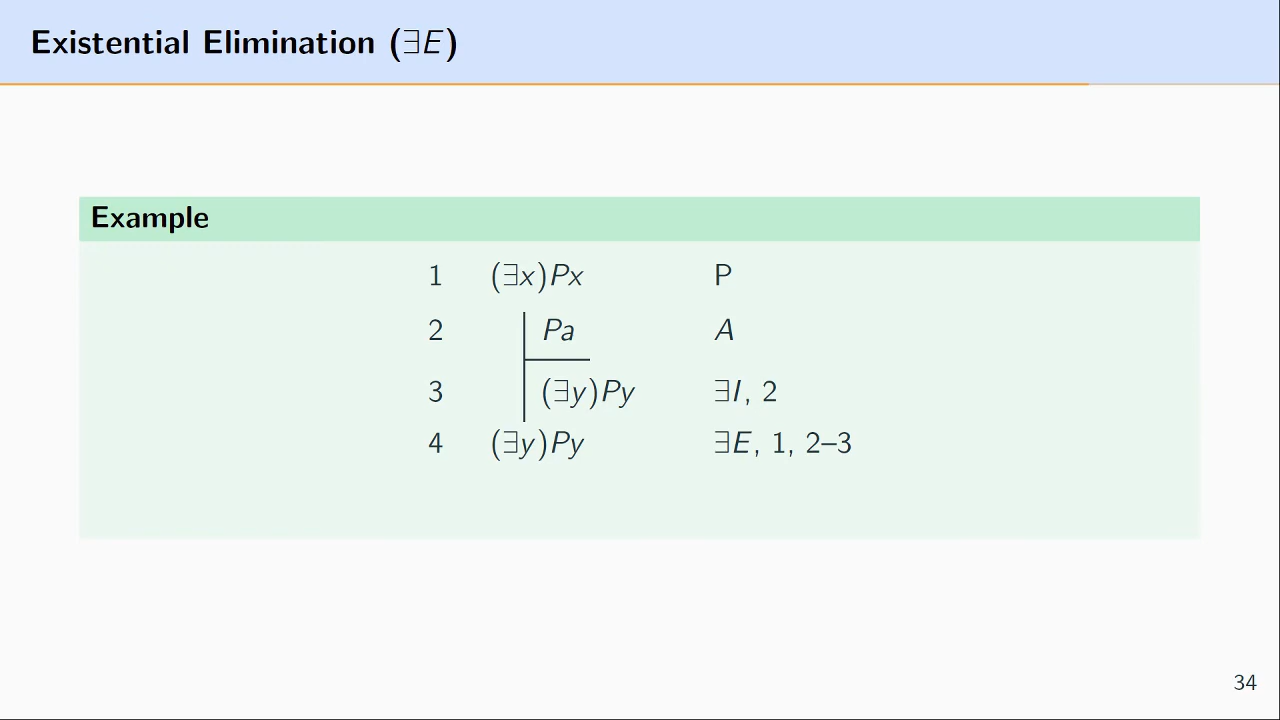 Existential Elimination (∃E)
Example
1 (∃x)Px P
2 Pa A
3 (∃y)Py ∃I, 2
4 (∃y)Py ∃E, 1, 2–3
34